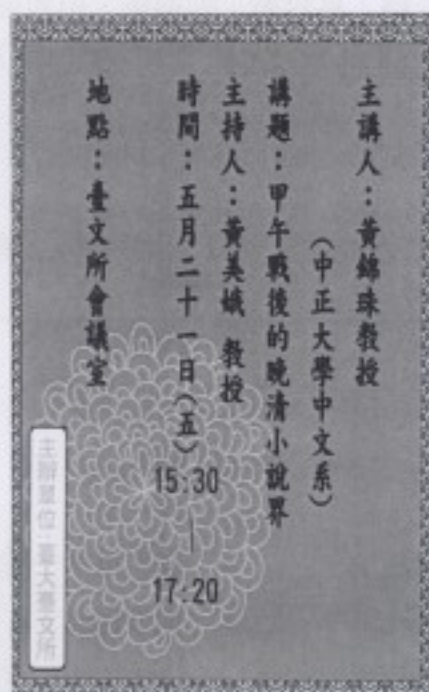 主講人：黃錦珠教授
（中正大學中文系）
講題：甲午戰後的晚清小說界
主持人：黃美娥 教授
時間：五月二十一日（五）15:30｜17:20
地點：臺文所會議室
主辦單位：臺大臺文所